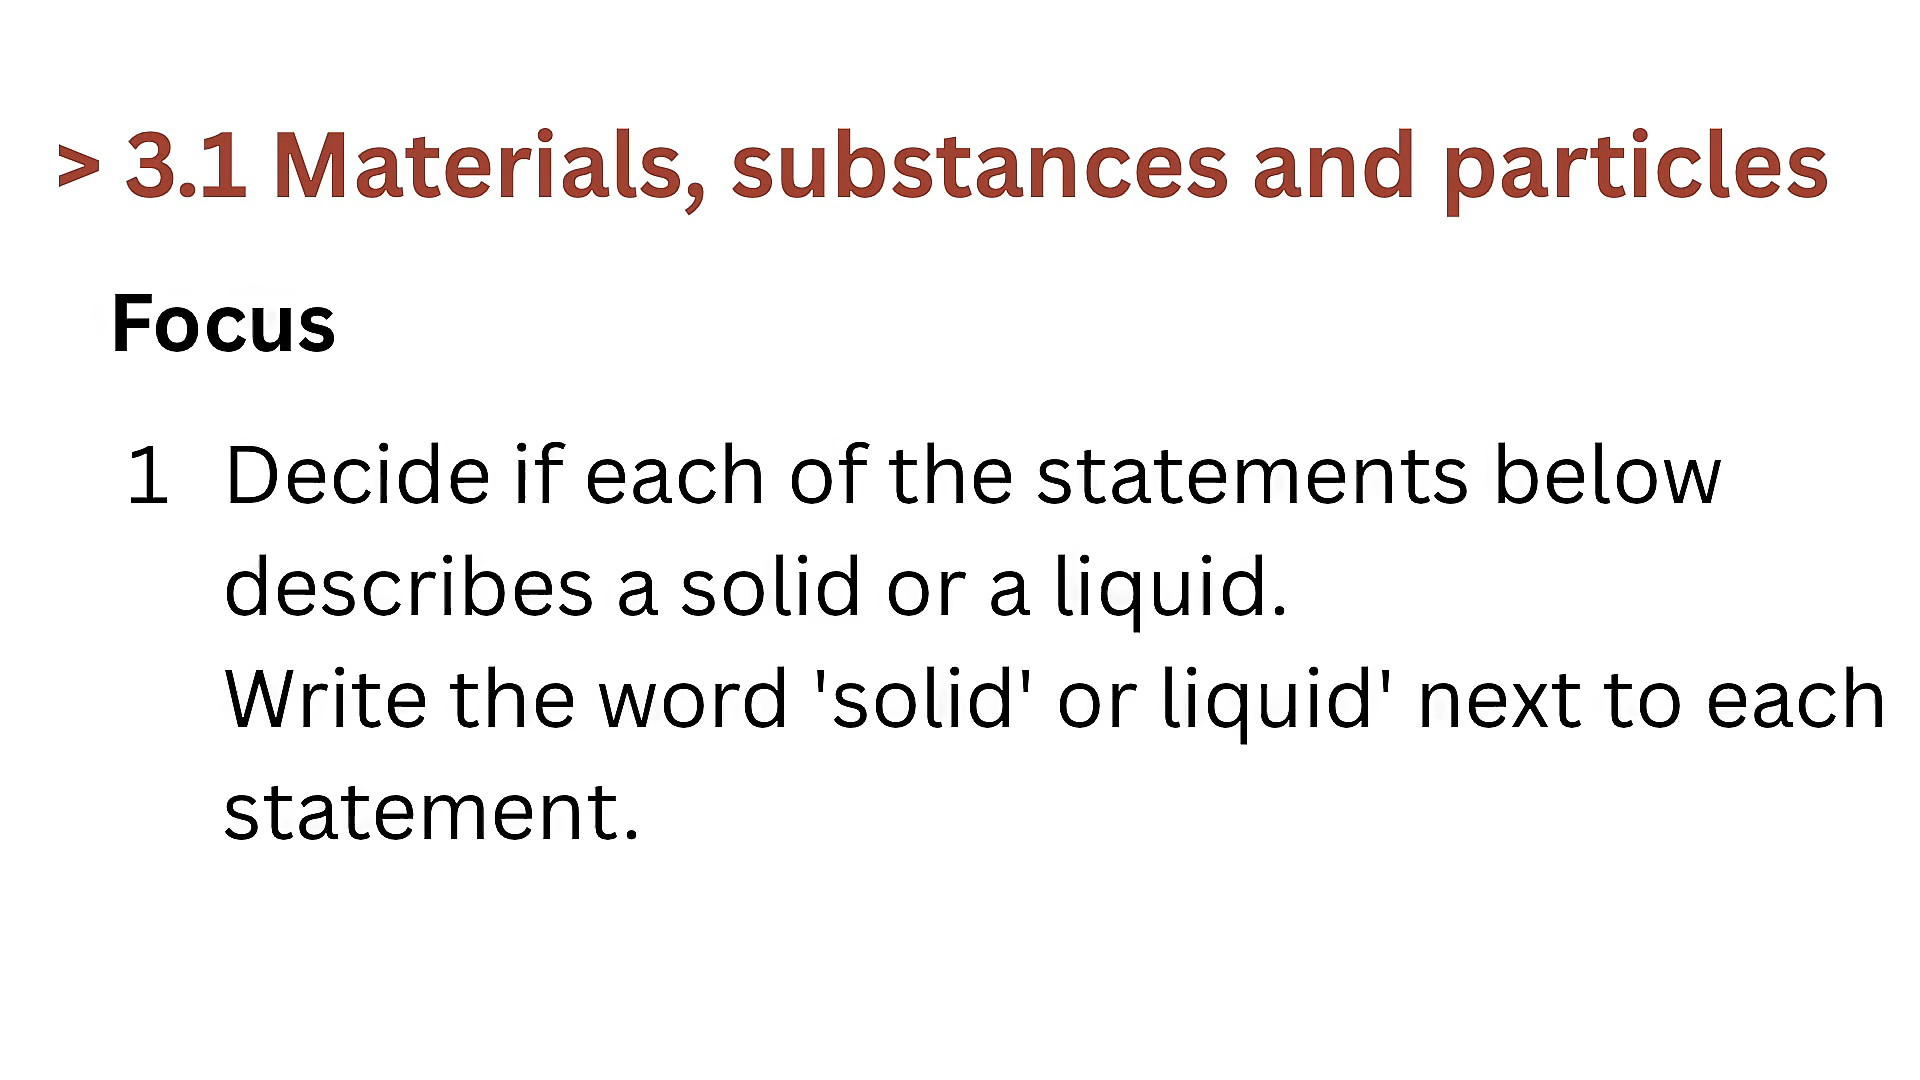 > 3.1 Materials, substances and particles
Focus
1 Decide if each of the statements below
describes a solid or a liquid.
Write the word 'solid' or liquid' next to each
statement.